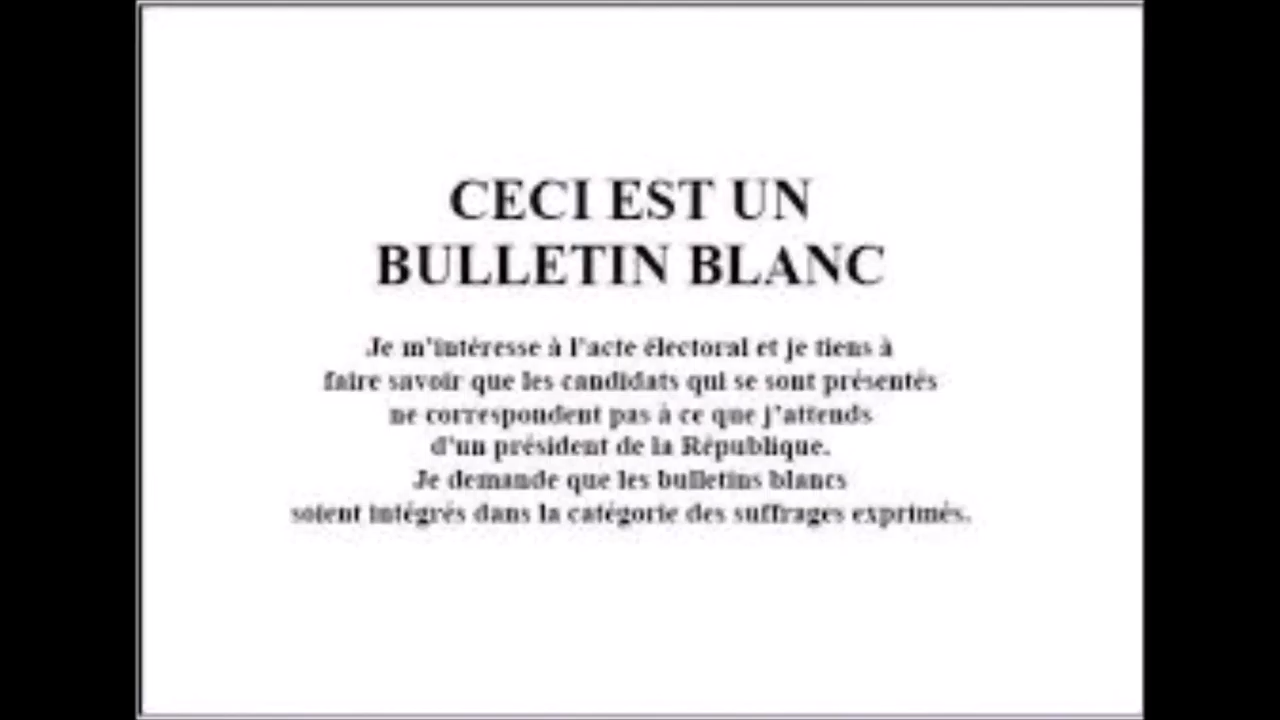 CECI EST UN
BULLETIN BLANC
Je m'intéresse à l'acte électoral et je tiens à
faire savoir que les candidats qui se sont présentés
ne correspondent pas à ce que j'attends
d'un président de la République.
Je demande que les bulletins blancs
soient intégrés dans la catégorie des suffrages exprimés.